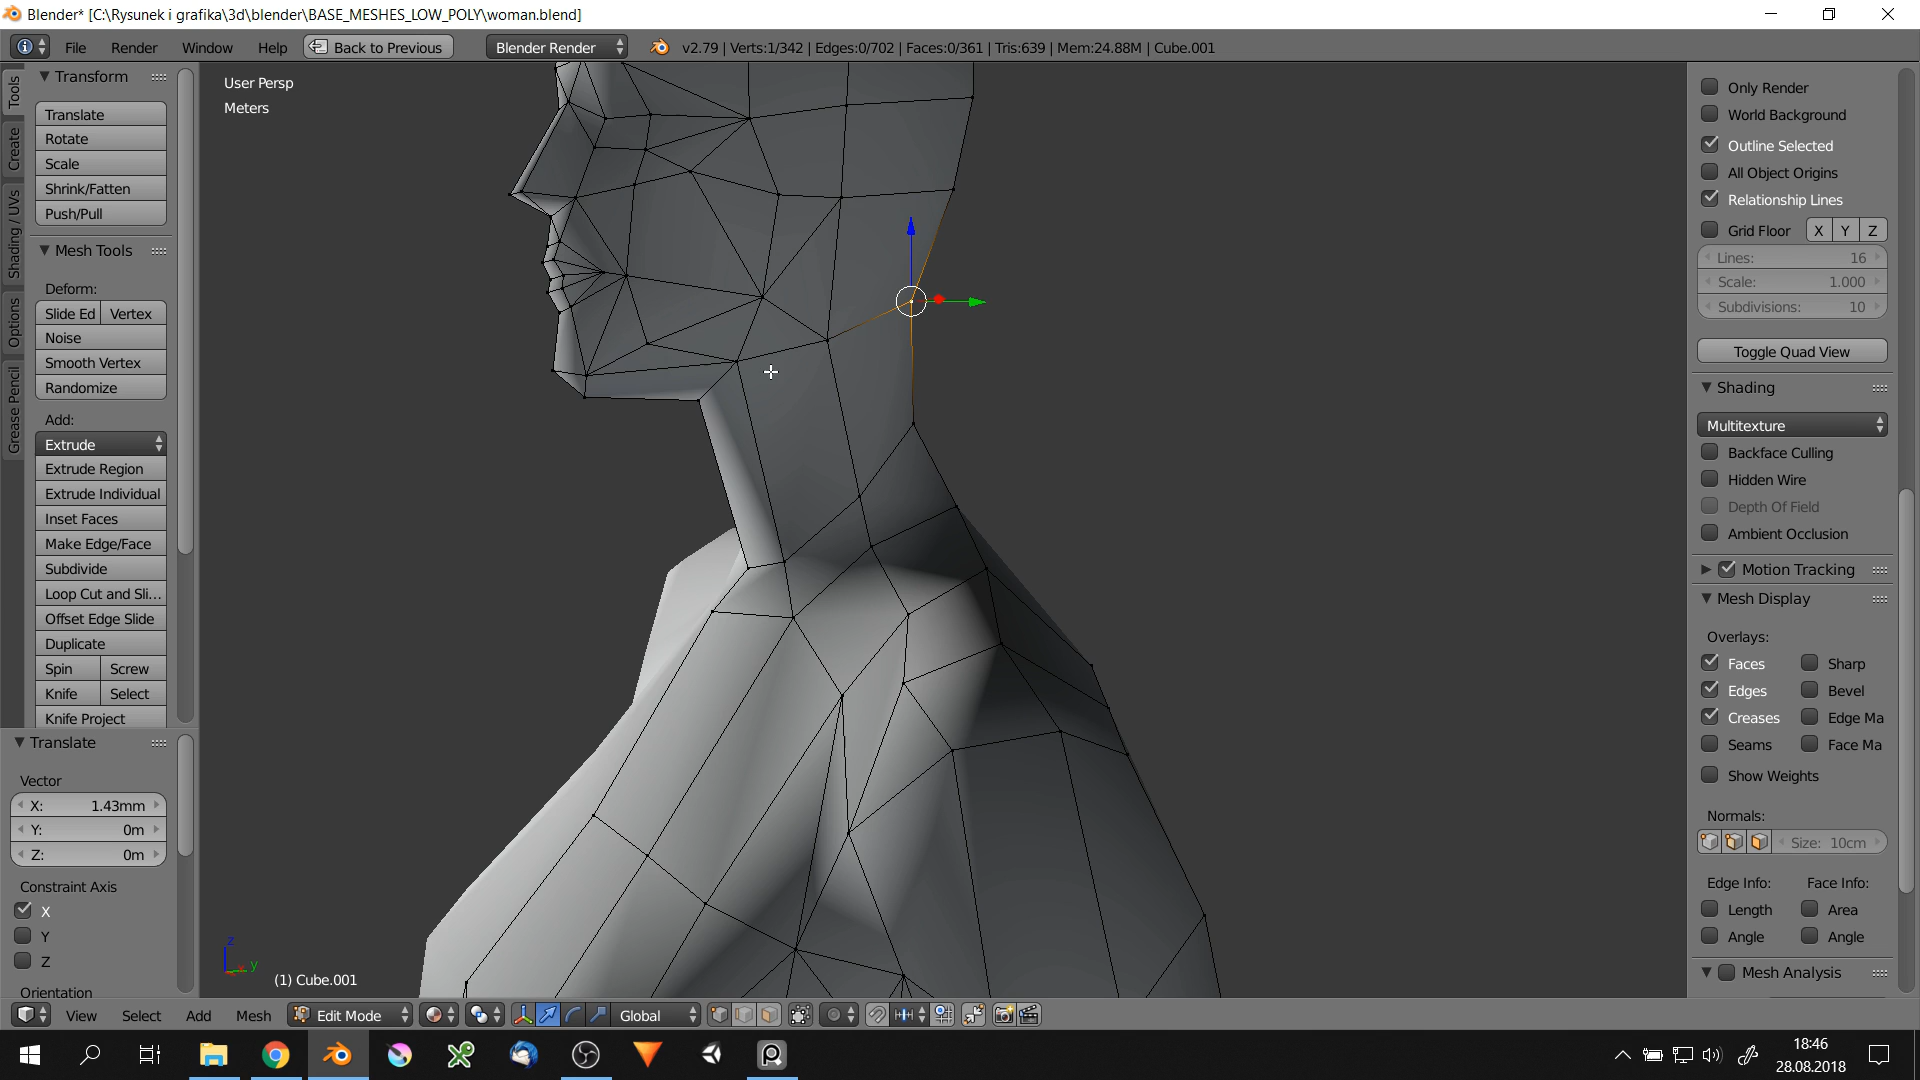 Blender* [C:\Rysunek i grafika\3d\blender\BASE_MESHES_LOW_POLY\woman.blend]
File Render Window Help Back to Previous Blender Render v2.79 | Verts:1/342 | Edges:0/702 | Faces:0/361 | Tris:639 | Mem:24.88M | Cube.001
Tools
Create
Shading / UVs
Options
Grease Pencil
Transform
Translate
Rotate
Scale
Shrink/Fatten
Push/Pull
Mesh Tools
Deform:
Slide Ed Vertex
Noise
Smooth Vertex
Randomize
Add:
Extrude
Extrude Region
Extrude Individual
Inset Faces
Make Edge/Face
Subdivide
Loop Cut and Sli...
Offset Edge Slide
Duplicate
Spin Screw
Knife Select
Knife Project
Translate
Vector
X: 1.43mm
Y: 0m
Z: 0m
Constraint Axis
X
Y
Z
Orientation
User Persp
Meters
z
x y
(1) Cube.001
Only Render
World Background
Outline Selected
All Object Origins
Relationship Lines
Grid Floor X Y Z
Lines: 16
Scale: 1.000
Subdivisions: 10
Toggle Quad View
Shading
Multitexture
Backface Culling
Hidden Wire
Depth Of Field
Ambient Occlusion
Motion Tracking
Mesh Display
Overlays:
Faces Sharp
Edges Bevel
Creases Edge Ma
Seams Face Ma
Show Weights
Normals:
Size: 10cm
Edge Info: Face Info:
Length Area
Angle Angle
Mesh Analysis
View Select Add Mesh Edit Mode Global
18:46
28.08.2018